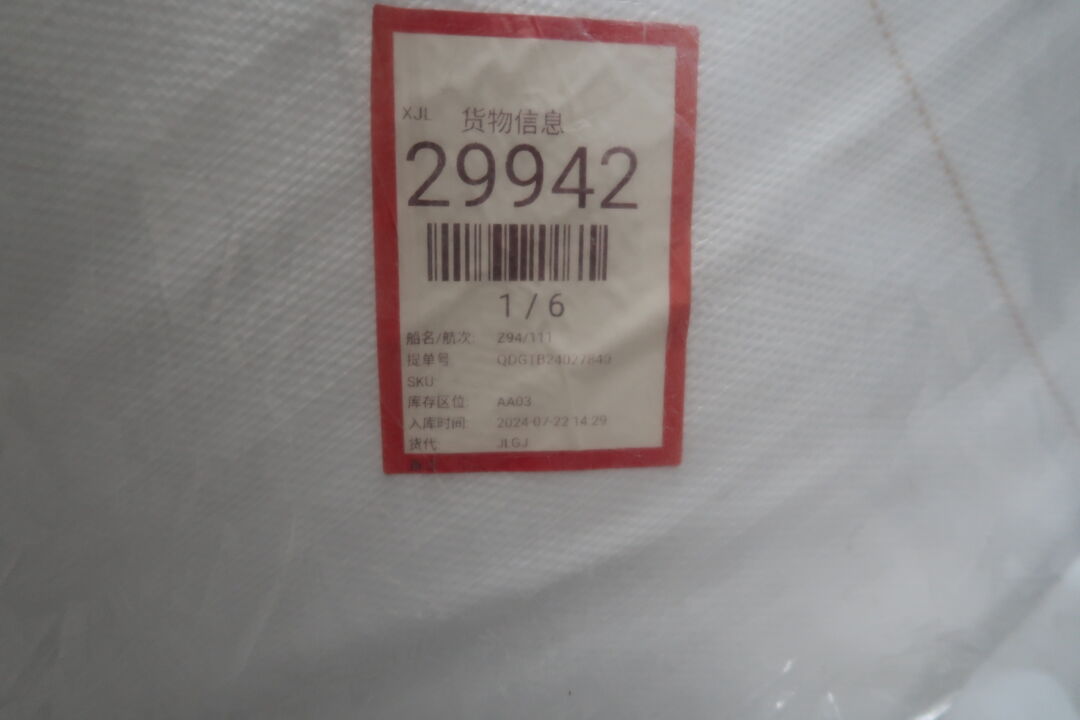 XJL 货物信息
29942
1 / 6
船名/航次: Z94/111
提单号 QDGTB24027849
SKU:
库存区位: AA03
入库时间: 2024-07-22 14:29
货代: JLGJ